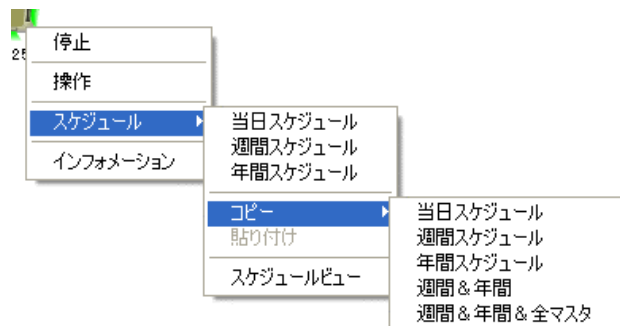 25
停止
操作
スケジュール
インフォメーション
当日スケジュール
週間スケジュール
年間スケジュール
コピー
貼り付け
スケジュールビュー
当日スケジュール
週間スケジュール
年間スケジュール
週間&年間
週間&年間&全マスタ